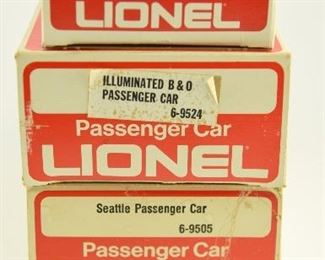 LIONEL
ILLUMINATED B & O
PASSENGER CAR
6-9524
Passenger Car
LIONEL
Seattle Passenger Car
6-9505
Passenger Car